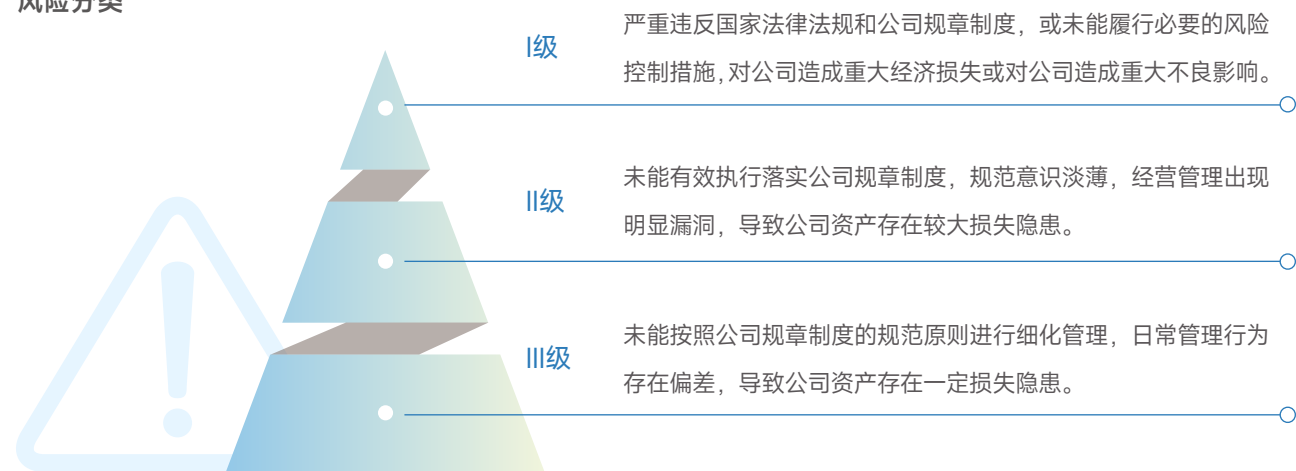 风险分类
I级
严重违反国家法律法规和公司规章制度，或未能履行必要的风险
控制措施，对公司造成重大经济损失或对公司造成重大不良影响。
II级
未能有效执行落实公司规章制度，规范意识淡薄，经营管理出现
明显漏洞，导致公司资产存在较大损失隐患。
III级
未能按照公司规章制度的规范原则进行细化管理，日常管理行为
存在偏差，导致公司资产存在一定损失隐患。